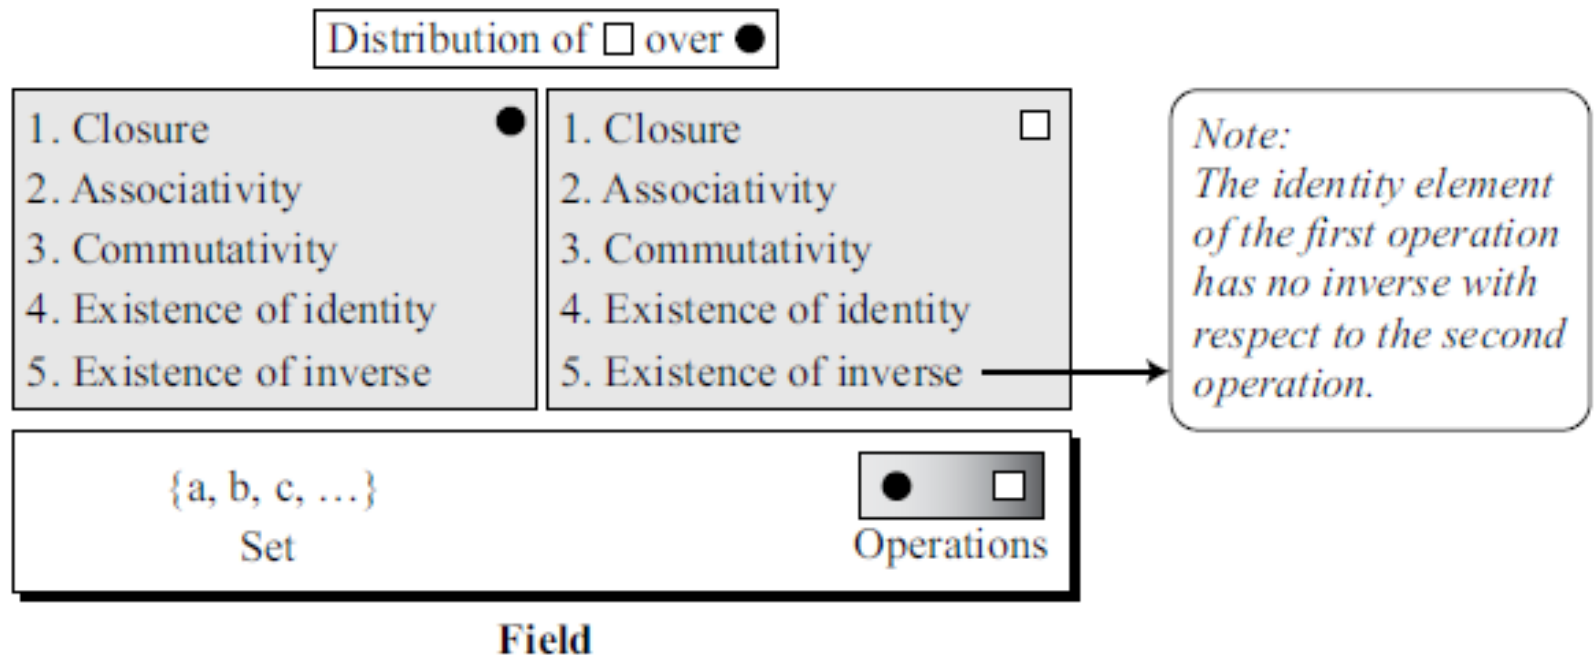 Distribution of □ over ●
1. Closure ●
2. Associativity
3. Commutativity
4. Existence of identity
5. Existence of inverse
1. Closure □
2. Associativity
3. Commutativity
4. Existence of identity
5. Existence of inverse
Note:
The identity element
of the first operation
has no inverse with
respect to the second
operation.
{a, b, c, …}
Set
● □
Operations
Field